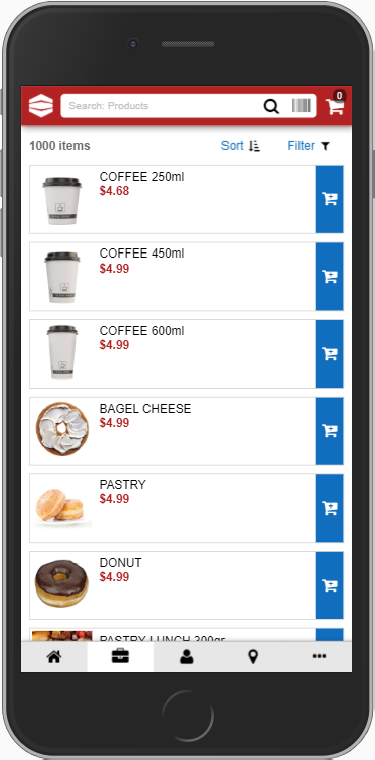 0
Search: Products
1000 items
Sort
Filter
COFFEE 250ml
$4.68
COFFEE 450ml
$4.99
COFFEE 600ml
$4.99
BAGEL CHEESE
$4.99
PASTRY
$4.99
DONUT
$4.99
PASTRY LUNCH 300gr